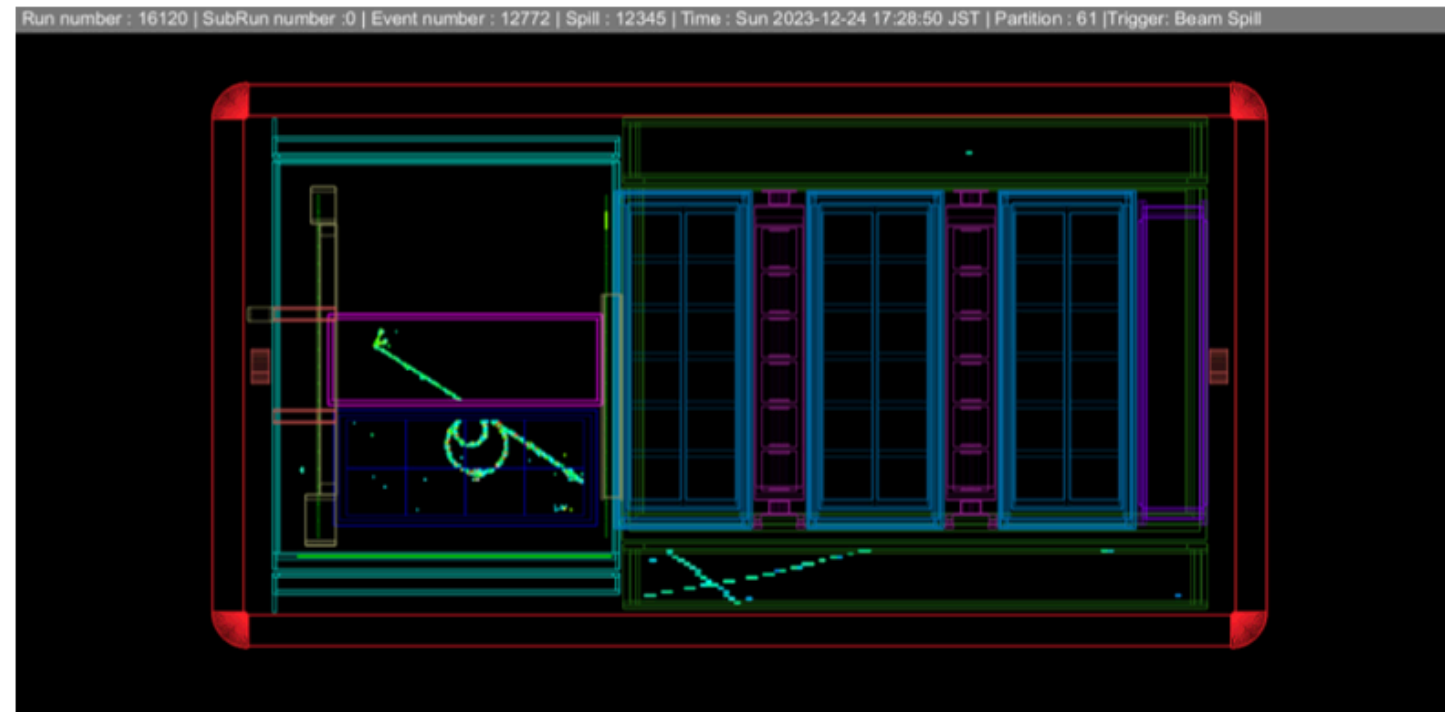 Run number : 16120 | SubRun number :0 | Event number : 12772 | Spill : 12345 | Time : Sun 2023-12-24 17:28:50 JST | Partition : 61 |Trigger: Beam Spill